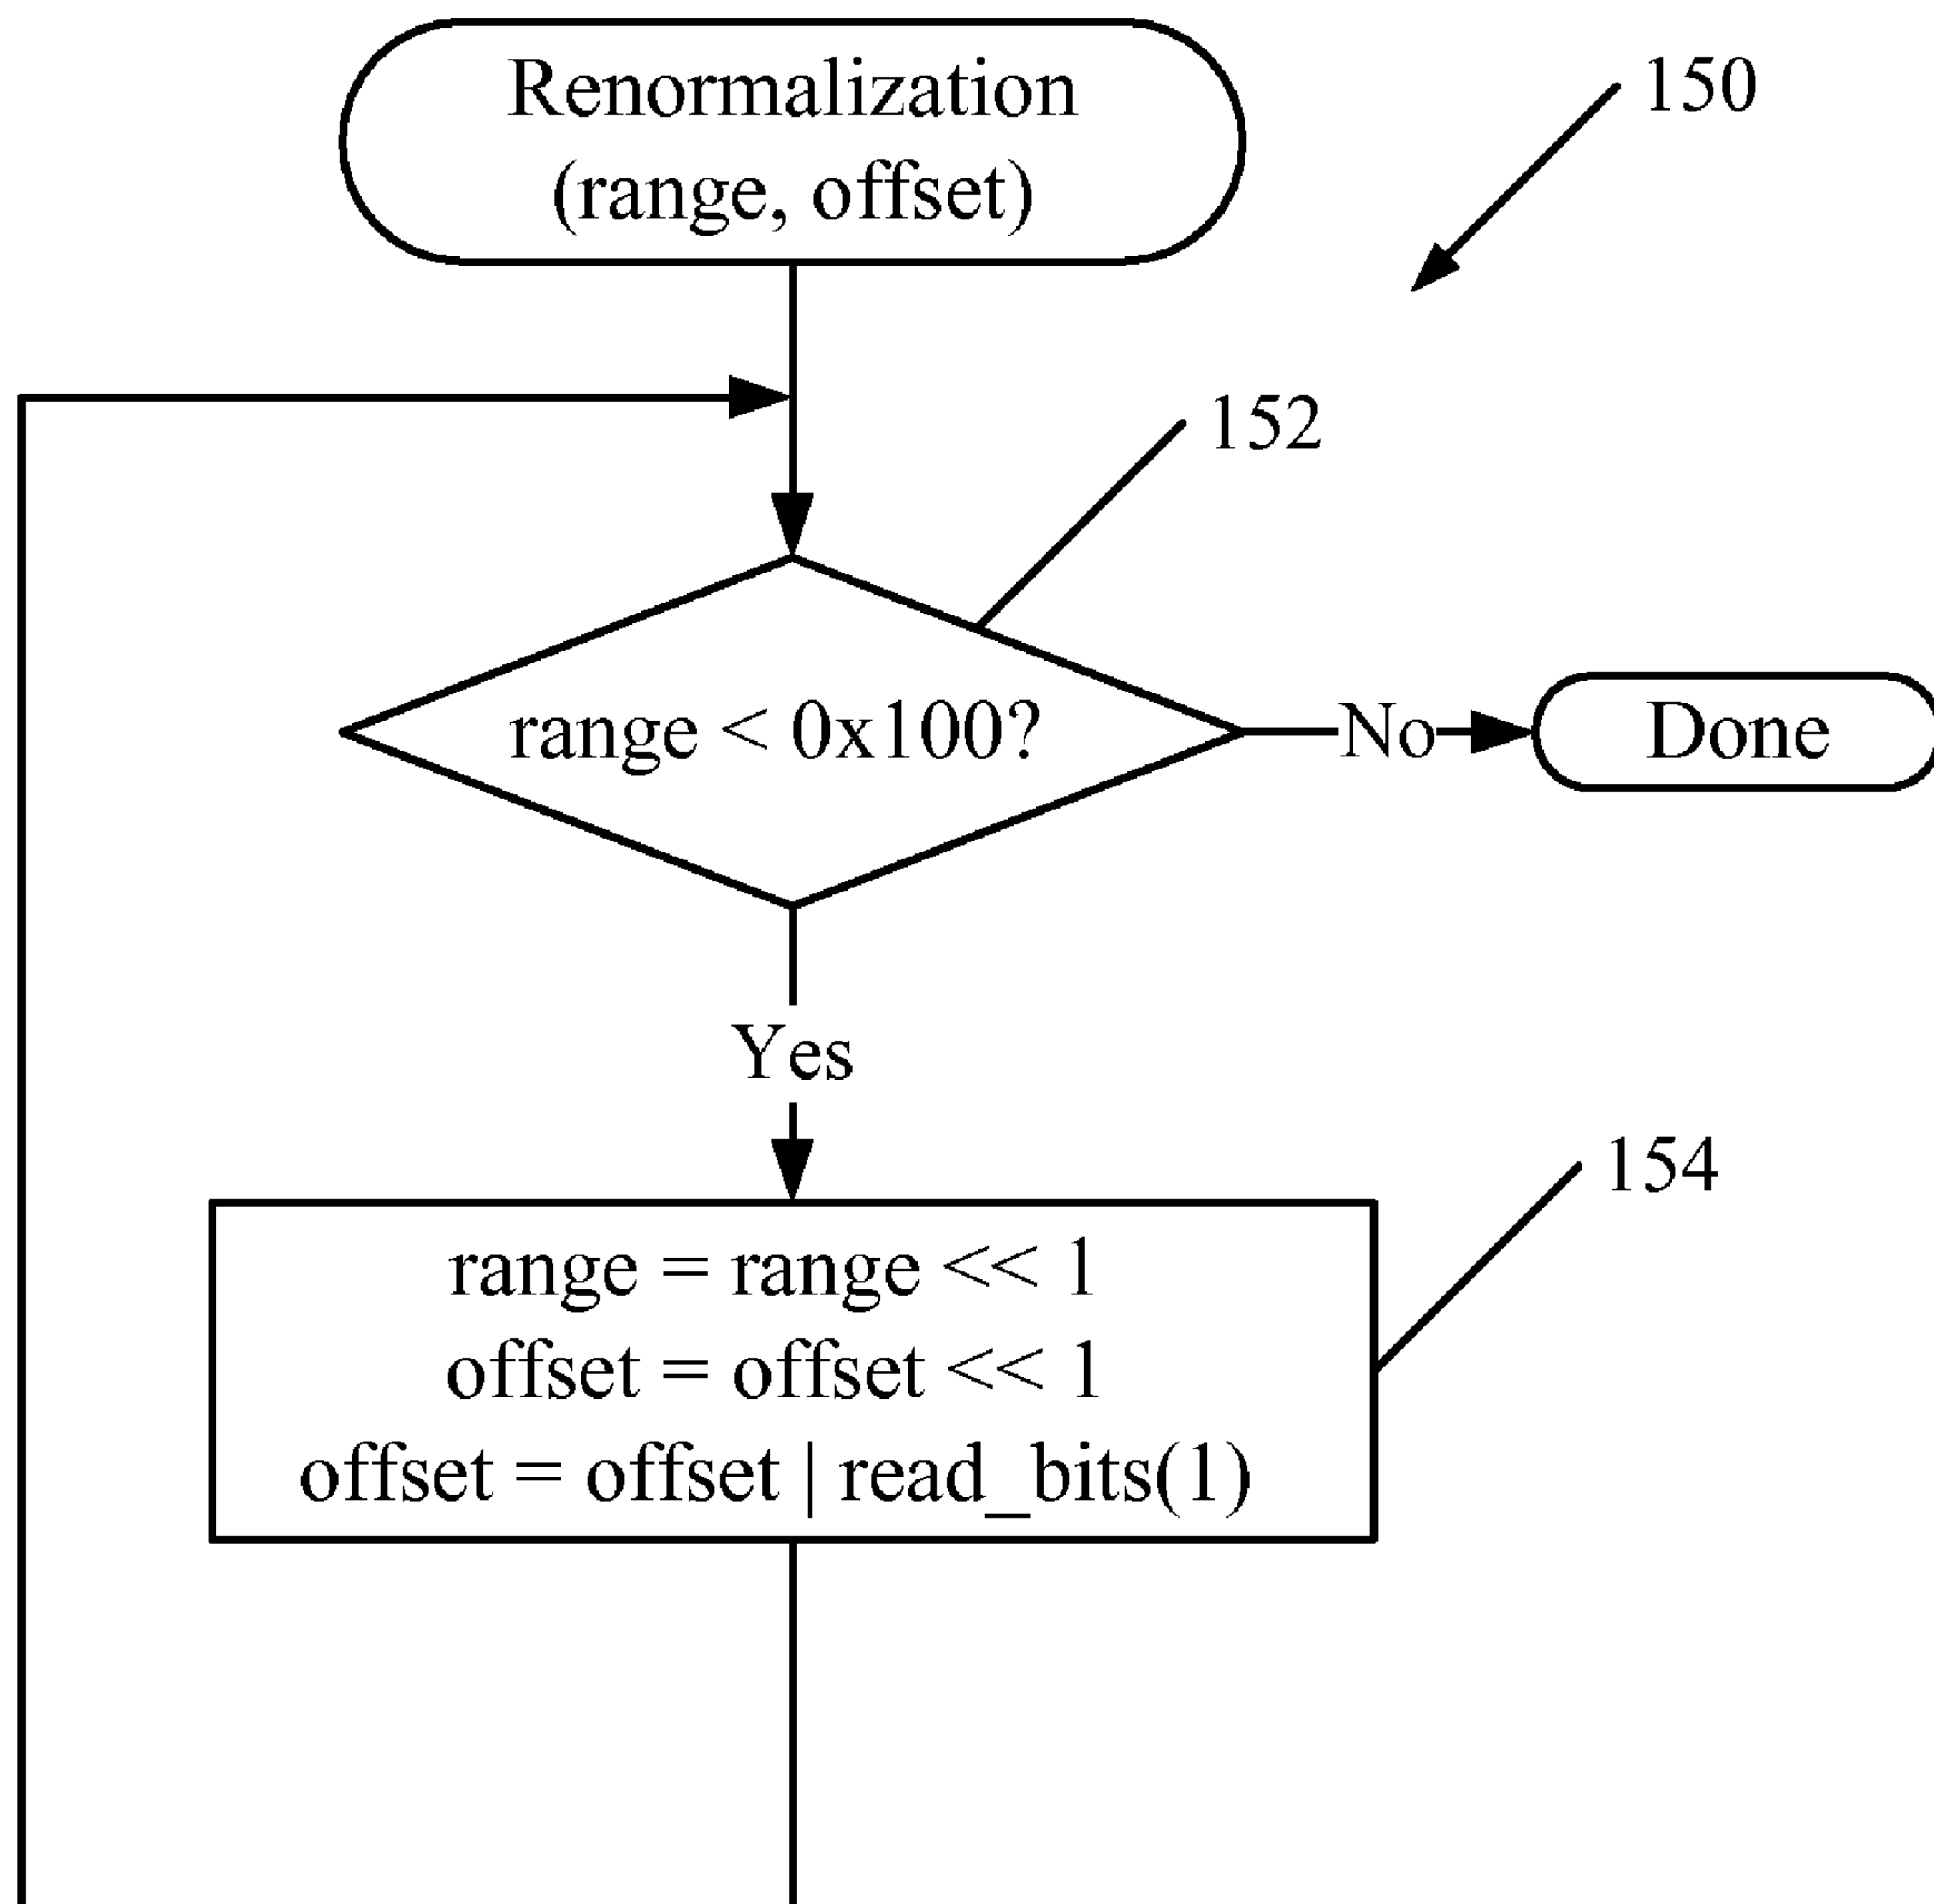 Renormalization
(range, offset)
150
152
range < 0x100?
No
Done
Yes
154
range = range << 1
offset = offset << 1
offset = offset | read_bits(1)